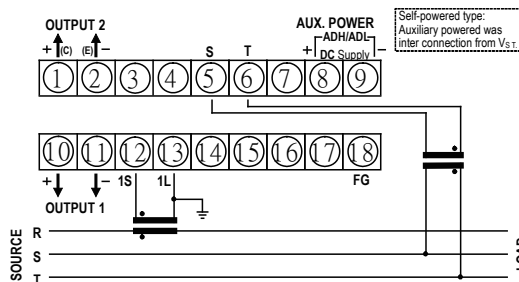 OUTPUT 2
+ (C) (E) −
S T
AUX. POWER
ADH/ADL
+ −
DC Supply
Self-powered type:
Auxiliary powered was
inter connection from VS.T.
1 2 3 4 5 6 7 8 9
10 11 12 13 14 15 16 17 18
+ − 1S 1L FG
OUTPUT 1
SOURCE
R
S
T
LOAD